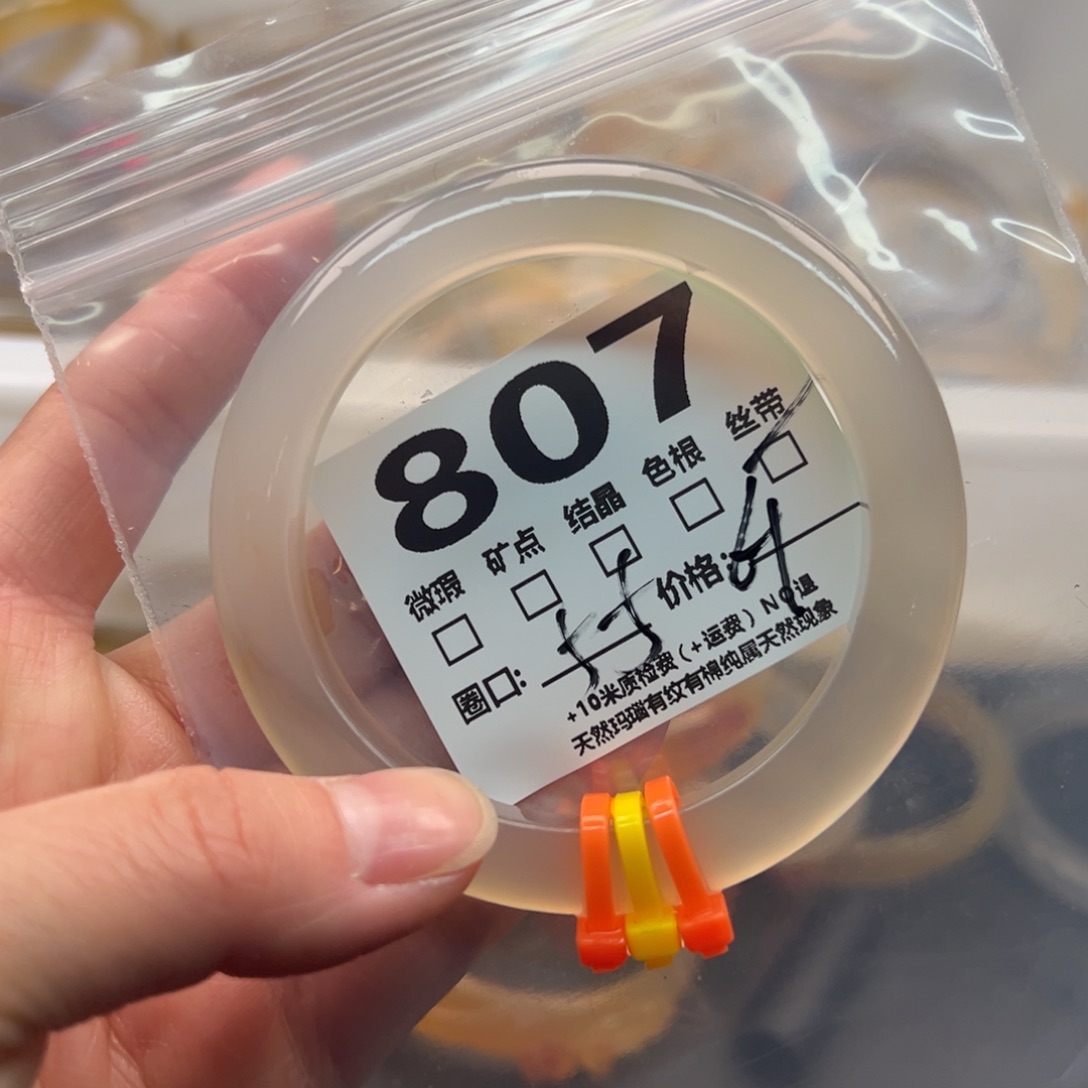 807
微瑕 矿点 结晶 色根 丝带
圈口: 55 价格:
+10米质检费（+运费）NO退
天然玛瑙有纹有棉纯属天然现象